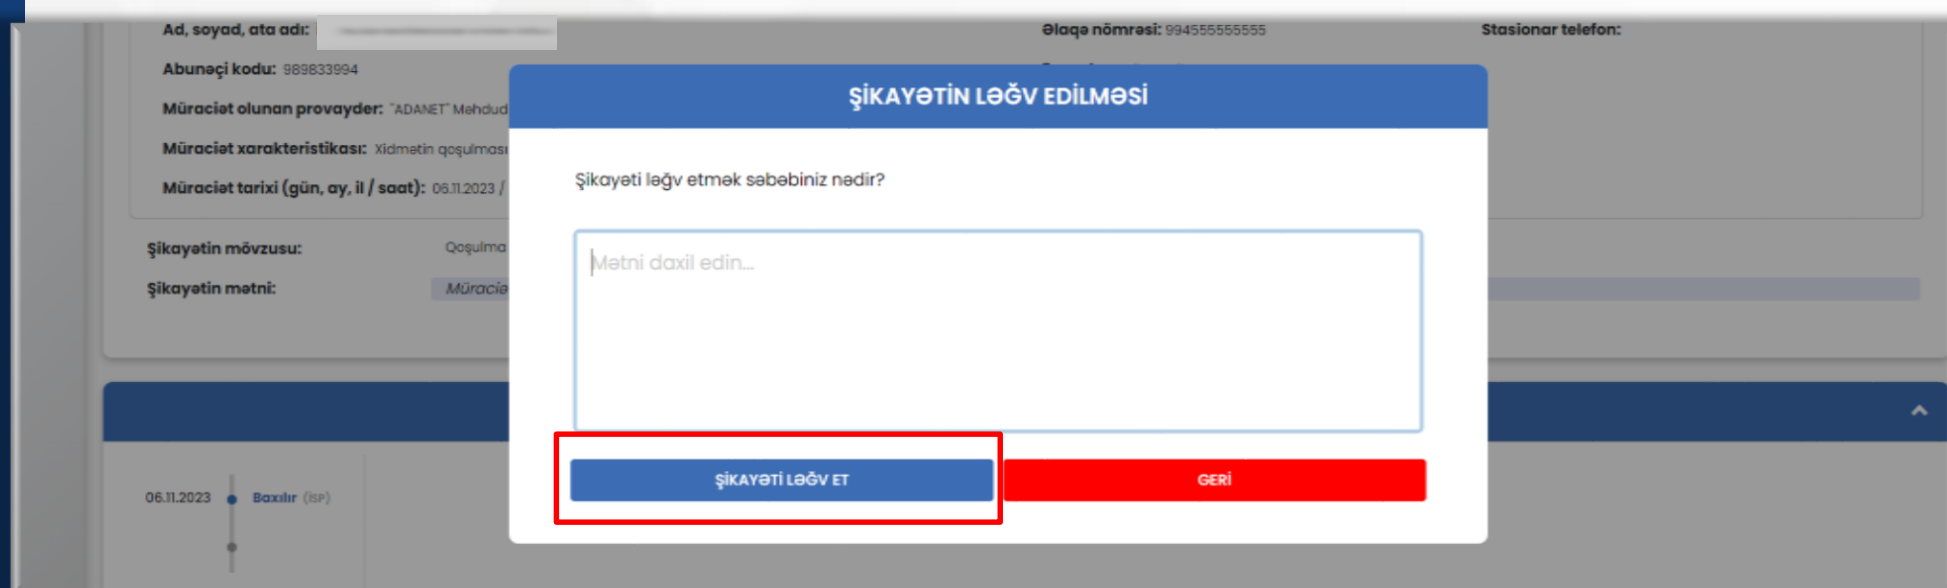 Ad, soyad, ata adı:
Əlaqə nömrəsi: 994555555555
Stasionar telefon:
Abunəçi kodu: 989833994
Müraciət olunan provayder: "ADANET" Məhdud
Müraciət xarakteristikası: Xidmətin qoşulması
Müraciət tarixi (gün, ay, il / saat): 06.11.2023 /
ŞİKAYƏTİN LƏĞV EDİLMƏSİ
Şikayəti ləğv etmək səbəbiniz nədir?
Mətni daxil edin...
ŞİKAYƏTİ LƏĞV ET
GERİ
Şikayətin mövzusu: Qoşulma
Şikayətin mətni: Müraciə
06.11.2023 Baxılır (ISP)